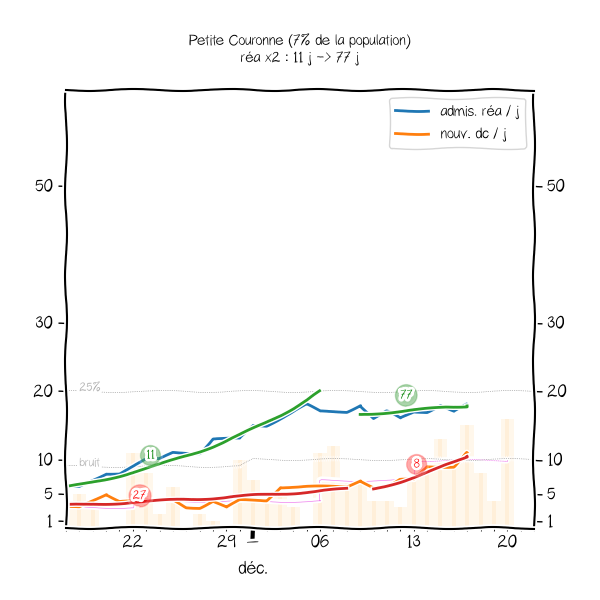 Petite Couronne (7% de la population)
réa x2 : 11 j -> 77 j
admis. réa / j
nouv. dc / j
50 50
30 30
25%
20 20
77
11
bruit
8
10 10
27
5 5
1 1
22 29 06 13 20
déc.